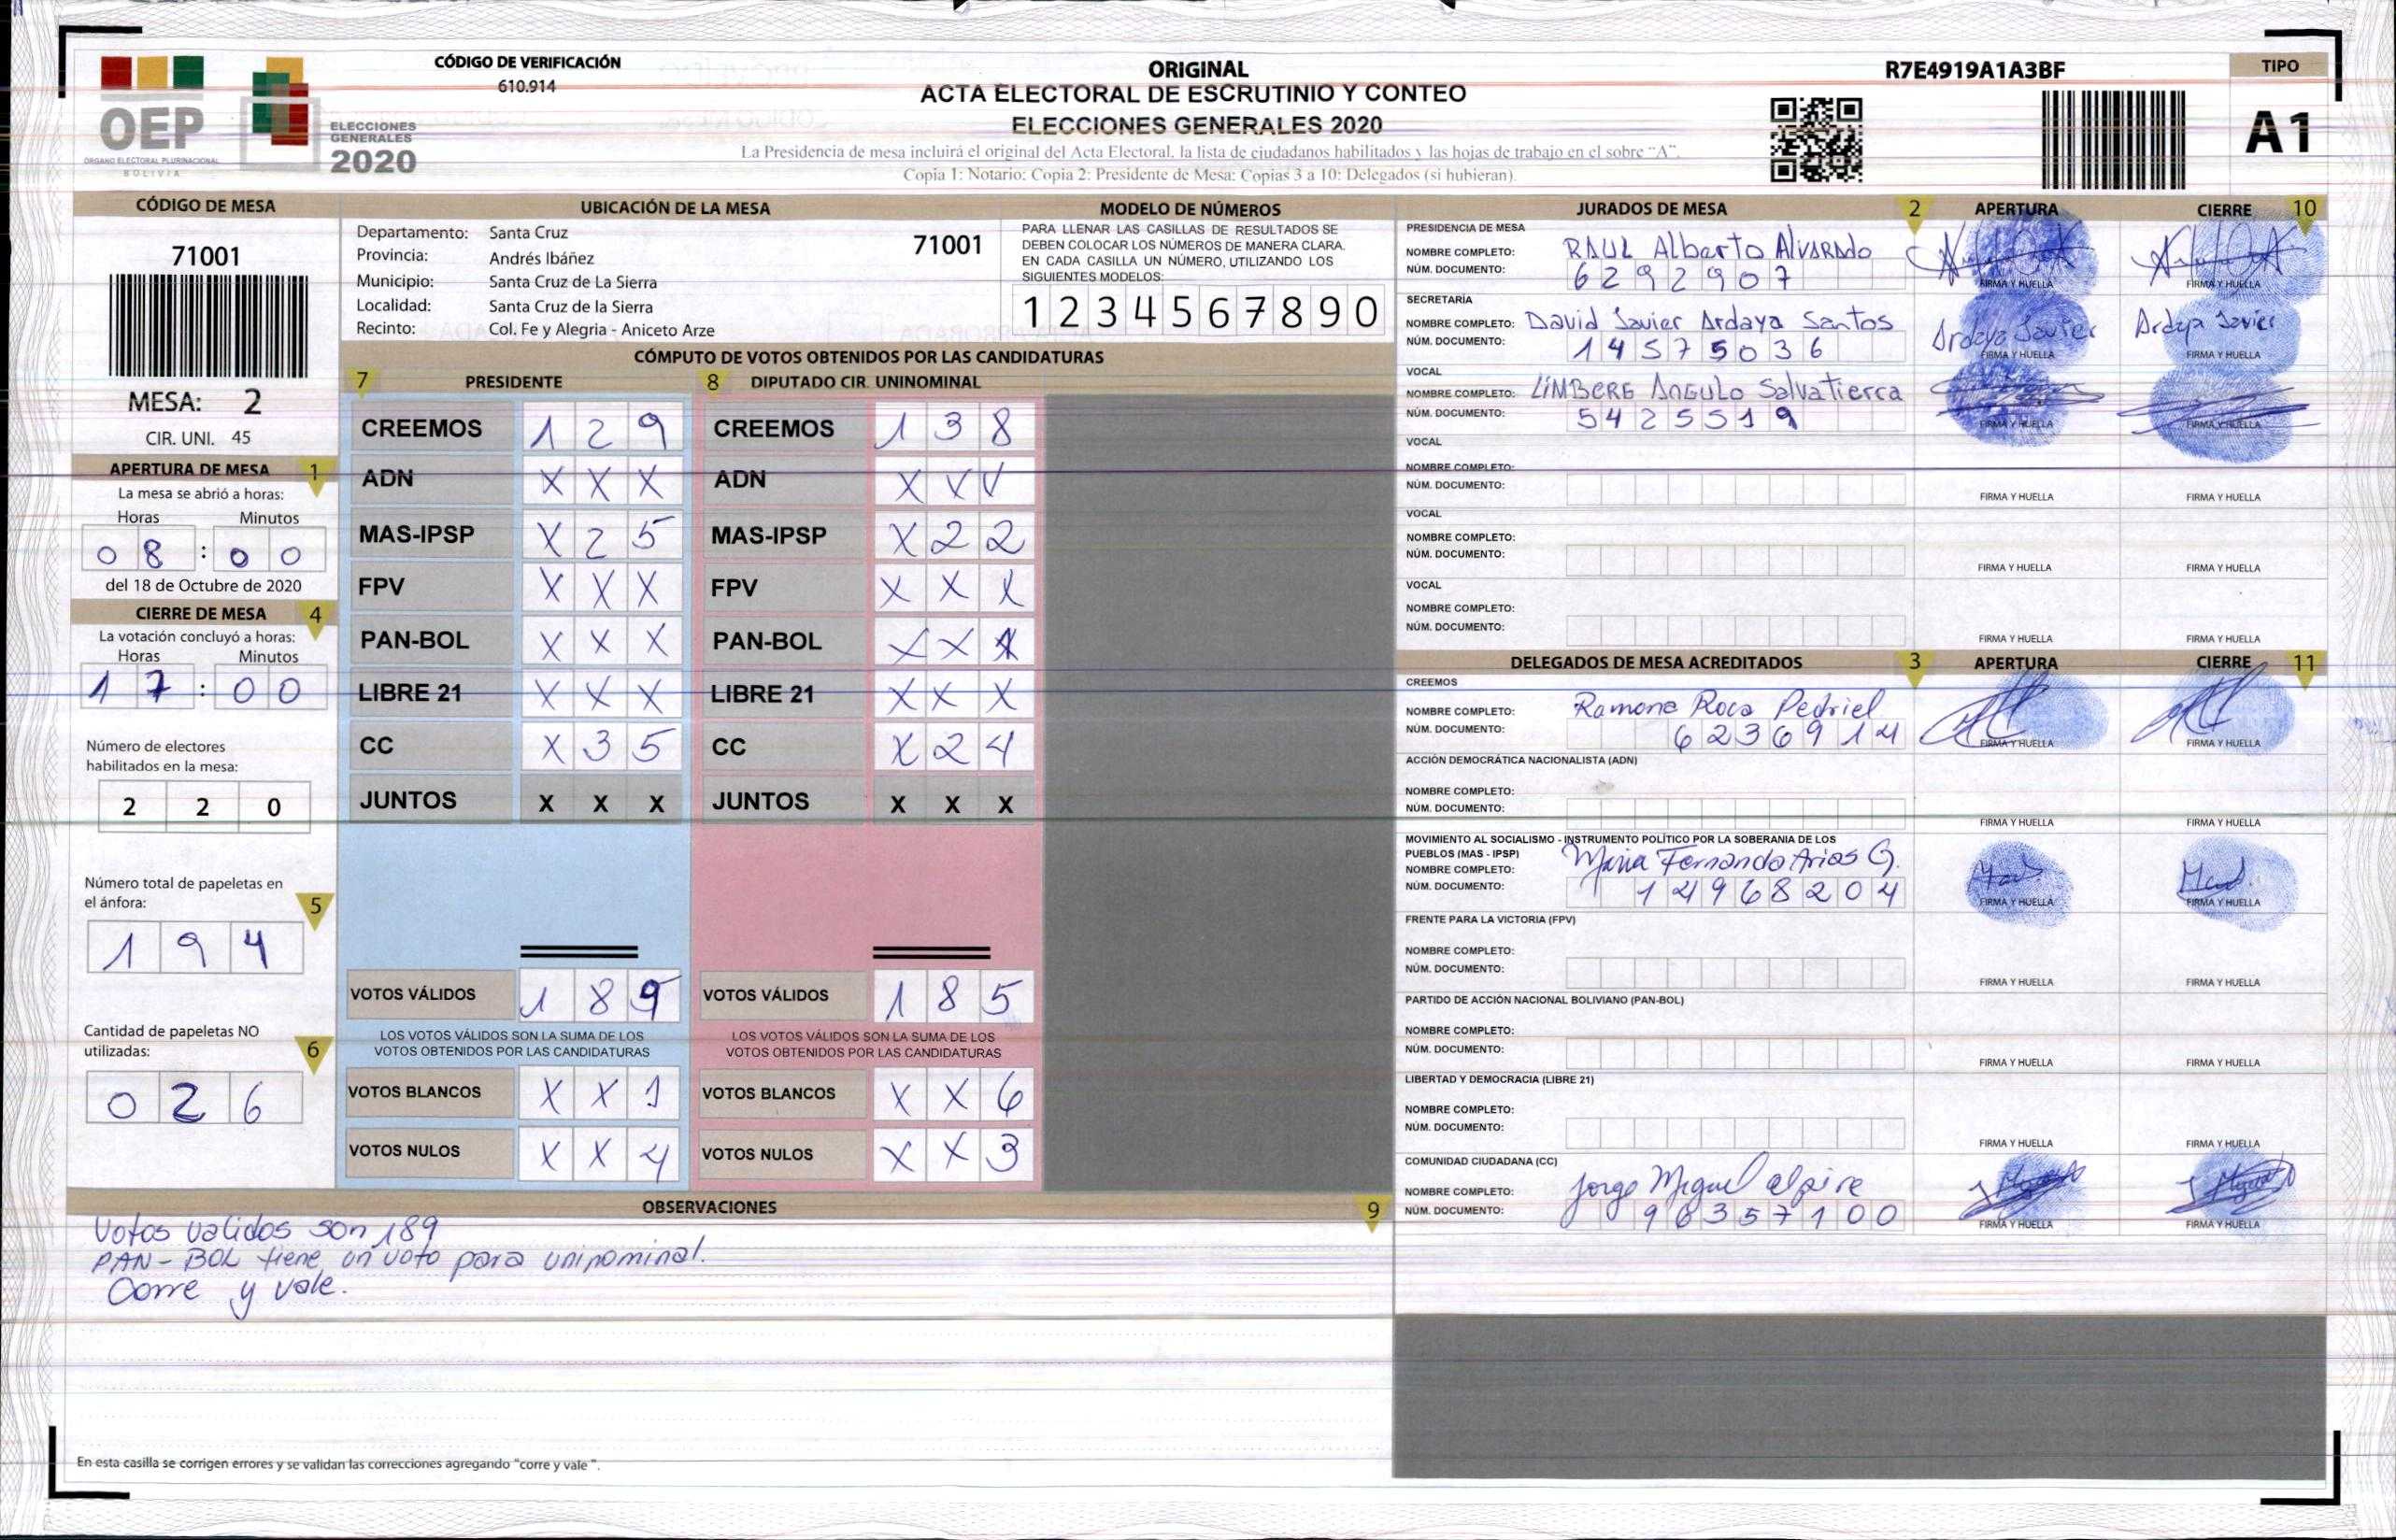 CÓDIGO DE VERIFICACIÓN
610.914
OEP
ÓRGANO ELECTORAL PLURINACIONAL
BOLIVIA
ELECCIONES
GENERALES
2020
ORIGINAL
ACTA ELECTORAL DE ESCRUTINIO Y CONTEO
ELECCIONES GENERALES 2020
La Presidencia de mesa incluirá el original del Acta Electoral, la lista de ciudadanos habilitados y las hojas de trabajo en el sobre "A".
Copia 1: Notario: Copia 2: Presidente de Mesa: Copias 3 a 10: Delegados (si hubieran).
R7E4919A1A3BF
TIPO
A1
CÓDIGO DE MESA
71001
MESA: 2
CIR. UNI. 45
APERTURA DE MESA 1
La mesa se abrió a horas:
Horas Minutos
08:00
del 18 de Octubre de 2020
CIERRE DE MESA 4
La votación concluyó a horas:
Horas Minutos
17:00
Número de electores
habilitados en la mesa:
2 2 0
Número total de papeletas en
el ánfora: 5
1 9 4
Cantidad de papeletas NO
utilizadas: 6
0 2 6
UBICACIÓN DE LA MESA
Departamento: Santa Cruz
71001
Provincia: Andrés Ibáñez
Municipio: Santa Cruz de La Sierra
Localidad: Santa Cruz de la Sierra
Recinto: Col. Fe y Alegria - Aniceto Arze
MODELO DE NÚMEROS
PARA LLENAR LAS CASILLAS DE RESULTADOS SE
DEBEN COLOCAR LOS NÚMEROS DE MANERA CLARA.
EN CADA CASILLA UN NÚMERO, UTILIZANDO LOS
SIGUIENTES MODELOS:
1 2 3 4 5 6 7 8 9 0
CÓMPUTO DE VOTOS OBTENIDOS POR LAS CANDIDATURAS
7 PRESIDENTE
CREEMOS 1 2 9
ADN X X X
MAS-IPSP X 2 5
FPV X X X
PAN-BOL X X X
LIBRE 21 X X X
CC X 3 5
JUNTOS X X X
VOTOS VÁLIDOS 1 8 9
LOS VOTOS VÁLIDOS SON LA SUMA DE LOS
VOTOS OBTENIDOS POR LAS CANDIDATURAS
VOTOS BLANCOS X X 1
VOTOS NULOS X X 4
8 DIPUTADO CIR. UNINOMINAL
CREEMOS 1 3 8
ADN X X X
MAS-IPSP X 2 2
FPV X X X
PAN-BOL X X 1
LIBRE 21 X X X
CC X 2 4
JUNTOS X X X
VOTOS VÁLIDOS 1 8 5
LOS VOTOS VÁLIDOS SON LA SUMA DE LOS
VOTOS OBTENIDOS POR LAS CANDIDATURAS
VOTOS BLANCOS X X 6
VOTOS NULOS X X 3
OBSERVACIONES 9
Votos validos son 189
PAN-BOL tiene un voto para uninominal.
Corre y vale.
En esta casilla se corrigen errores y se validan las correcciones agregando "corre y vale ".
JURADOS DE MESA 2 APERTURA CIERRE 10
PRESIDENCIA DE MESA
NOMBRE COMPLETO: RAUL Alberto Alvarado
NÚM. DOCUMENTO: 6292907
FIRMA Y HUELLA FIRMA Y HUELLA
SECRETARÍA
NOMBRE COMPLETO: David Javier Ardaya Santos
NÚM. DOCUMENTO: 14575036
Ardaya Javier Ardaya Javier
FIRMA Y HUELLA FIRMA Y HUELLA
VOCAL
NOMBRE COMPLETO: LIMBERG ANGULO Salvatierra
NÚM. DOCUMENTO: 5425519
FIRMA Y HUELLA FIRMA Y HUELLA
VOCAL
NOMBRE COMPLETO:
NÚM. DOCUMENTO:
FIRMA Y HUELLA FIRMA Y HUELLA
VOCAL
NOMBRE COMPLETO:
NÚM. DOCUMENTO:
FIRMA Y HUELLA FIRMA Y HUELLA
VOCAL
NOMBRE COMPLETO:
NÚM. DOCUMENTO:
FIRMA Y HUELLA FIRMA Y HUELLA
DELEGADOS DE MESA ACREDITADOS 3 APERTURA CIERRE 11
CREEMOS
NOMBRE COMPLETO: Ramona Roca Pedriel
NÚM. DOCUMENTO: 6236914
FIRMA Y HUELLA FIRMA Y HUELLA
ACCIÓN DEMOCRÁTICA NACIONALISTA (ADN)
NOMBRE COMPLETO:
NÚM. DOCUMENTO:
FIRMA Y HUELLA FIRMA Y HUELLA
MOVIMIENTO AL SOCIALISMO - INSTRUMENTO POLÍTICO POR LA SOBERANIA DE LOS
PUEBLOS (MAS - IPSP)
NOMBRE COMPLETO: Maria Fernanda Arias G.
NÚM. DOCUMENTO: 14968204
FIRMA Y HUELLA FIRMA Y HUELLA
FRENTE PARA LA VICTORIA (FPV)
NOMBRE COMPLETO:
NÚM. DOCUMENTO:
FIRMA Y HUELLA FIRMA Y HUELLA
PARTIDO DE ACCIÓN NACIONAL BOLIVIANO (PAN-BOL)
NOMBRE COMPLETO:
NÚM. DOCUMENTO:
FIRMA Y HUELLA FIRMA Y HUELLA
LIBERTAD Y DEMOCRACIA (LIBRE 21)
NOMBRE COMPLETO:
NÚM. DOCUMENTO:
FIRMA Y HUELLA FIRMA Y HUELLA
COMUNIDAD CIUDADANA (CC)
NOMBRE COMPLETO: Jorge Miguel alpire
NÚM. DOCUMENTO: 96357100
FIRMA Y HUELLA FIRMA Y HUELLA